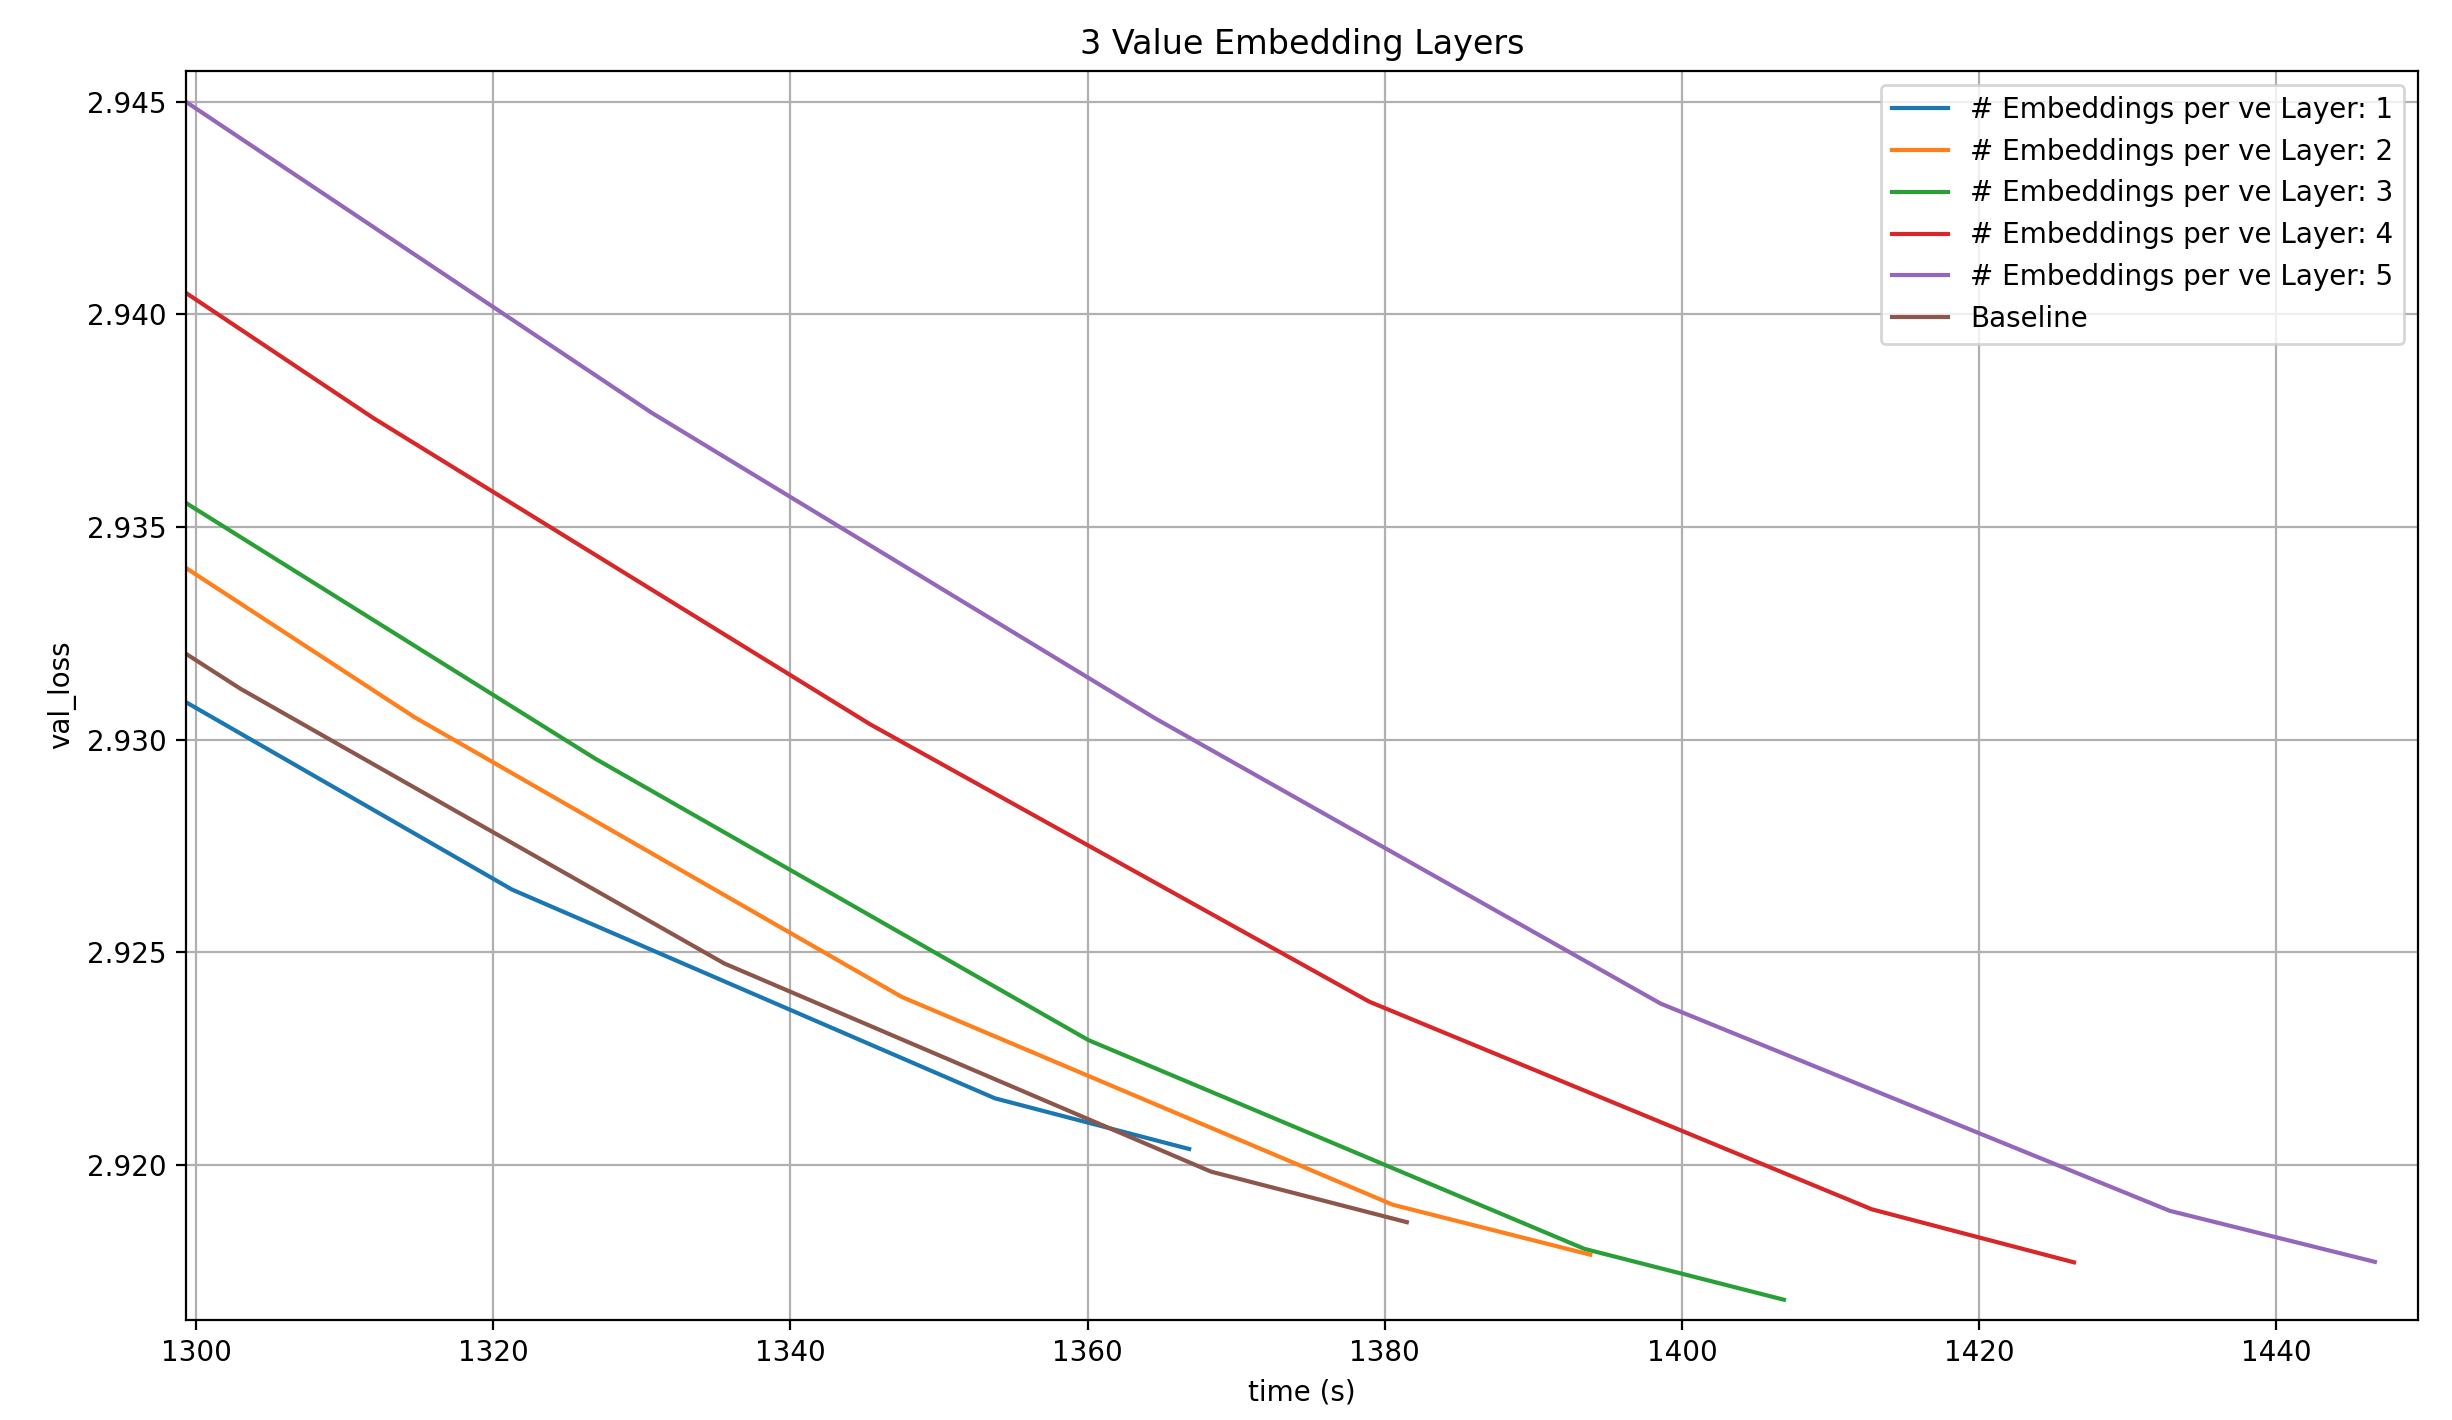 3 Value Embedding Layers
# Embeddings per ve Layer: 1
# Embeddings per ve Layer: 2
# Embeddings per ve Layer: 3
# Embeddings per ve Layer: 4
# Embeddings per ve Layer: 5
Baseline
val_loss
2.945
2.940
2.935
2.930
2.925
2.920
1300 1320 1340 1360 1380 1400 1420 1440
time (s)